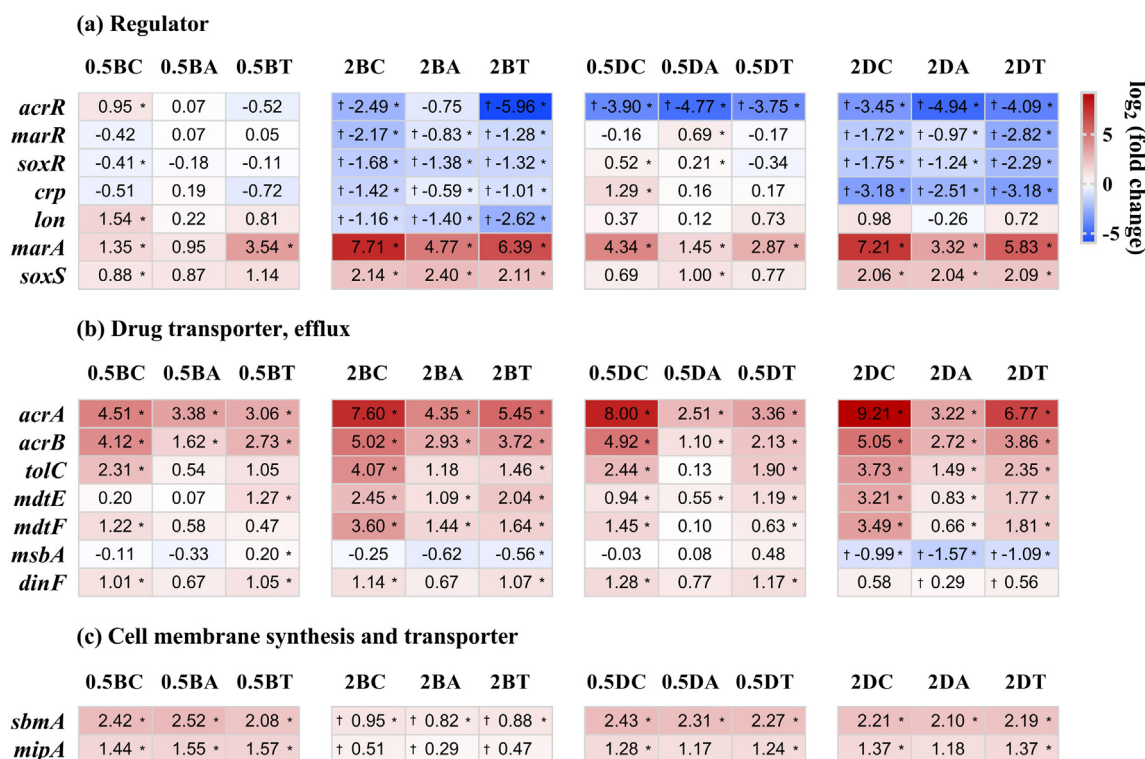 (a) Regulator
0.5BC 0.5BA 0.5BT 2BC 2BA 2BT 0.5DC 0.5DA 0.5DT 2DC 2DA 2DT
acrR 0.95 * 0.07 -0.52 † -2.49 * -0.75 † -5.96 * † -3.90 * † -4.77 * † -3.75 * † -3.45 * † -4.94 * † -4.09 *
marR -0.42 0.07 0.05 † -2.17 * † -0.83 * † -1.28 * -0.16 0.69 * -0.17 † -1.72 * † -0.97 * † -2.82 *
soxR -0.41 * -0.18 -0.11 † -1.68 * † -1.38 * † -1.32 * 0.52 * 0.21 * -0.34 † -1.75 * † -1.24 * † -2.29 *
crp -0.51 0.19 -0.72 † -1.42 * † -0.59 * † -1.01 * 1.29 * 0.16 0.17 † -3.18 * † -2.51 * † -3.18 *
lon 1.54 * 0.22 0.81 † -1.16 * † -1.40 * † -2.62 * 0.37 0.12 0.73 0.98 -0.26 0.72
marA 1.35 * 0.95 3.54 * 7.71 * 4.77 * 6.39 * 4.34 * 1.45 * 2.87 * 7.21 * 3.32 * 5.83 *
soxS 0.88 * 0.87 1.14 2.14 * 2.40 * 2.11 * 0.69 1.00 * 0.77 2.06 * 2.04 * 2.09 *
5
0
-5
log2 (fold change)
(b) Drug transporter, efflux
0.5BC 0.5BA 0.5BT 2BC 2BA 2BT 0.5DC 0.5DA 0.5DT 2DC 2DA 2DT
acrA 4.51 * 3.38 * 3.06 * 7.60 * 4.35 * 5.45 * 8.00 * 2.51 * 3.36 * 9.21 * 3.22 * 6.77 *
acrB 4.12 * 1.62 * 2.73 * 5.02 * 2.93 * 3.72 * 4.92 * 1.10 * 2.13 * 5.05 * 2.72 * 3.86 *
tolC 2.31 * 0.54 1.05 4.07 * 1.18 1.46 * 2.44 * 0.13 1.90 * 3.73 * 1.49 * 2.35 *
mdtE 0.20 0.07 1.27 * 2.45 * 1.09 * 2.04 * 0.94 * 0.55 * 1.19 * 3.21 * 0.83 * 1.77 *
mdtF 1.22 * 0.58 0.47 3.60 * 1.44 * 1.64 * 1.45 * 0.10 0.63 * 3.49 * 0.66 * 1.81 *
msbA -0.11 -0.33 0.20 * -0.25 -0.62 -0.56 * -0.03 0.08 0.48 † -0.99 * † -1.57 * † -1.09 *
dinF 1.01 * 0.67 1.05 * 1.14 * 0.67 1.07 * 1.28 * 0.77 1.17 * 0.58 † 0.29 † 0.56
(c) Cell membrane synthesis and transporter
0.5BC 0.5BA 0.5BT 2BC 2BA 2BT 0.5DC 0.5DA 0.5DT 2DC 2DA 2DT
sbmA 2.42 * 2.52 * 2.08 * † 0.95 * † 0.82 * † 0.88 * 2.43 * 2.31 * 2.27 * 2.21 * 2.10 * 2.19 *
mipA 1.44 * 1.55 * 1.57 * † 0.51 † 0.29 † 0.47 1.28 * 1.17 1.24 * 1.37 * 1.18 1.37 *